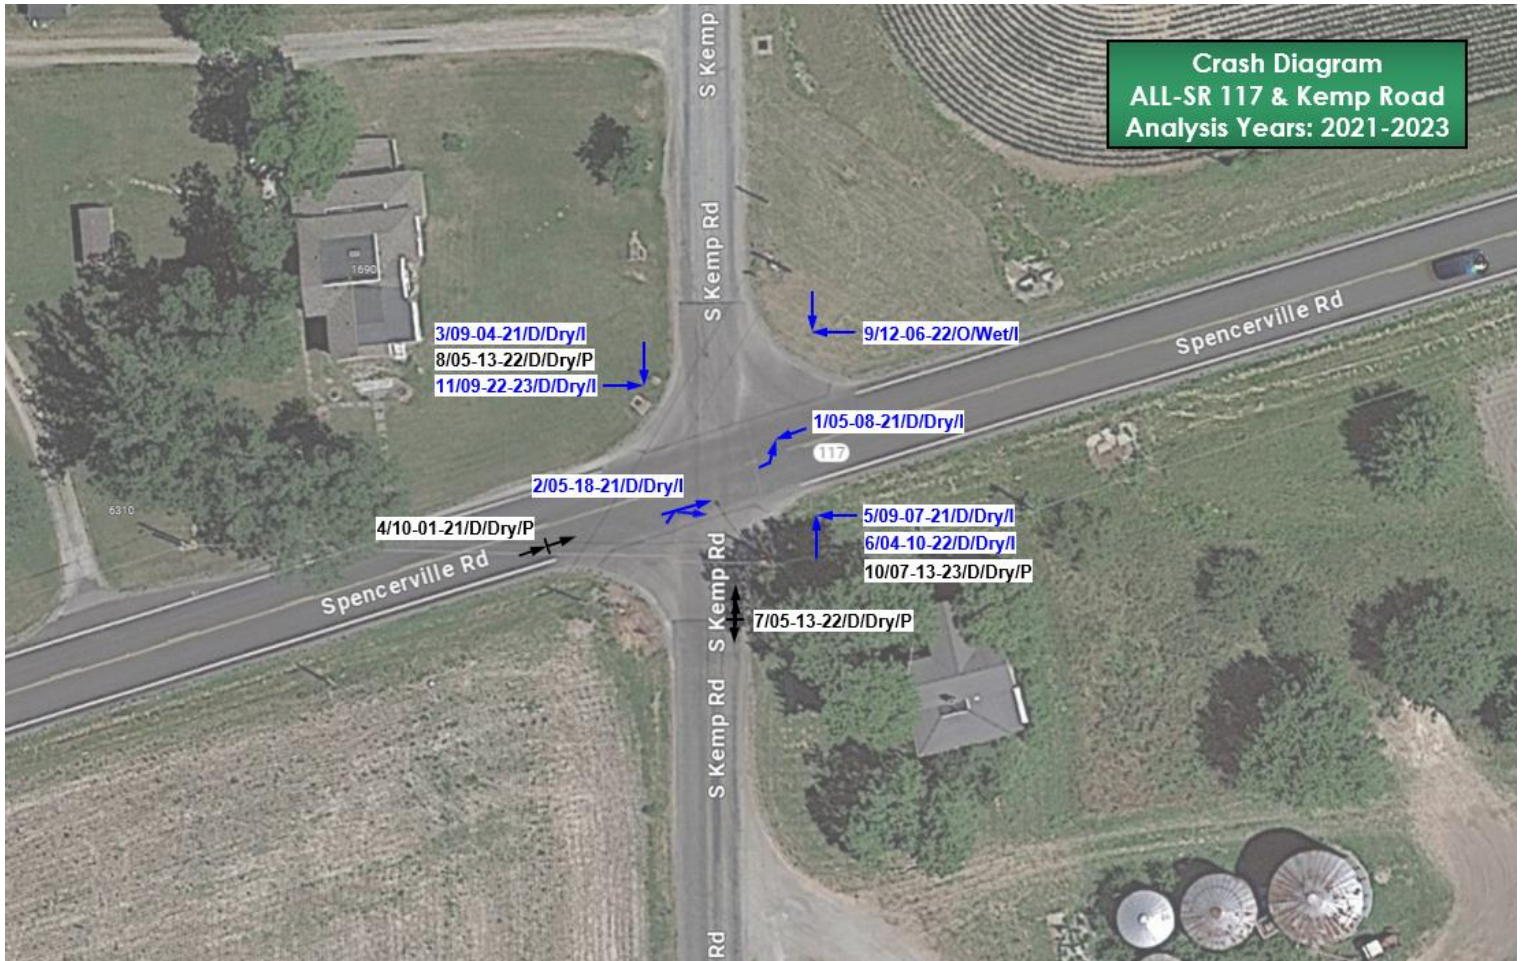 S Kemp
Crash Diagram
ALL-SR 117 & Kemp Road
Analysis Years: 2021-2023
S Kemp Rd
1690
3/09-04-21/D/Dry/I
8/05-13-22/D/Dry/P
11/09-22-23/D/Dry/I
9/12-06-22/O/Wet/I
Spencerville Rd
1/05-08-21/D/Dry/I
117
2/05-18-21/D/Dry/I
6310
4/10-01-21/D/Dry/P
5/09-07-21/D/Dry/I
6/04-10-22/D/Dry/I
10/07-13-23/D/Dry/P
Spencerville Rd
S Kemp Rd
7/05-13-22/D/Dry/P
S Kemp Rd
Rd